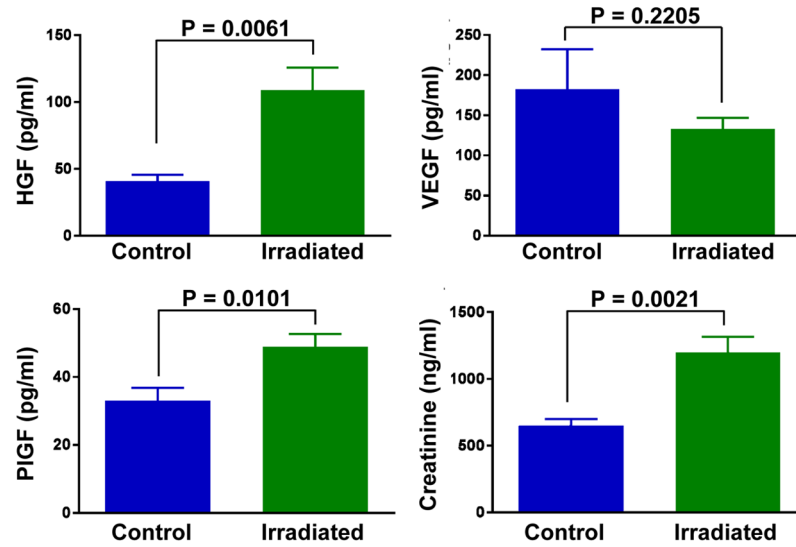 P = 0.0061
HGF (pg/ml)
150
100
50
0
Control Irradiated
P = 0.2205
VEGF (pg/ml)
250
200
150
100
50
0
Control Irradiated
P = 0.0101
PlGF (pg/ml)
60
40
20
0
Control Irradiated
P = 0.0021
Creatinine (ng/ml)
1500
1000
500
0
Control Irradiated